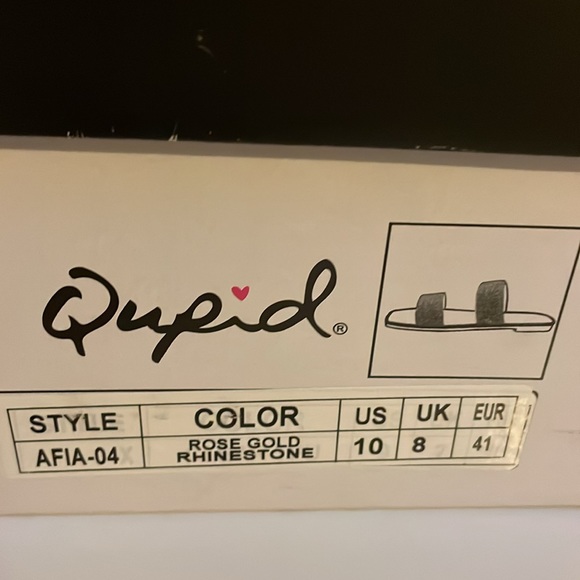 Qupid®
STYLE COLOR US UK EUR
AFIA-04 ROSE GOLD RHINESTONE 10 8 41